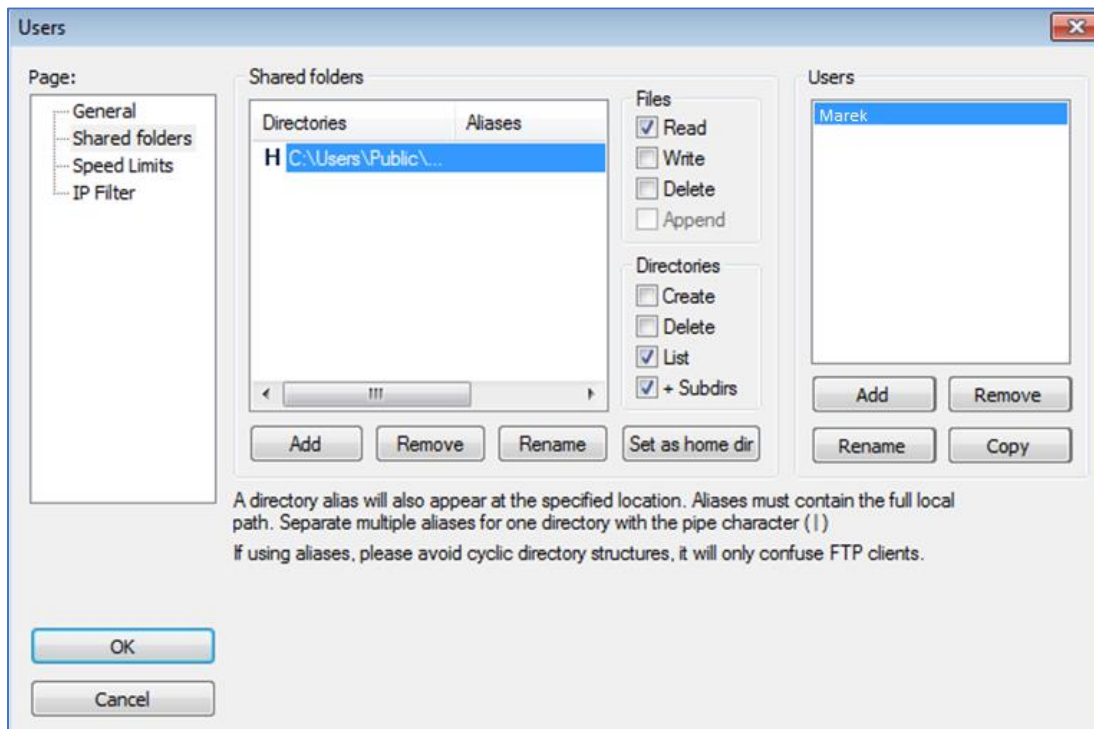 Users
Page:
General
Shared folders
Speed Limits
IP Filter
Shared folders
Directories Aliases
H C:\Users\Public\...
Files
Read
Write
Delete
Append
Directories
Create
Delete
List
+ Subdirs
Add Remove Rename Set as home dir
Users
Marek
Add Remove
Rename Copy
A directory alias will also appear at the specified location. Aliases must contain the full local
path. Separate multiple aliases for one directory with the pipe character (|)
If using aliases, please avoid cyclic directory structures, it will only confuse FTP clients.
OK
Cancel